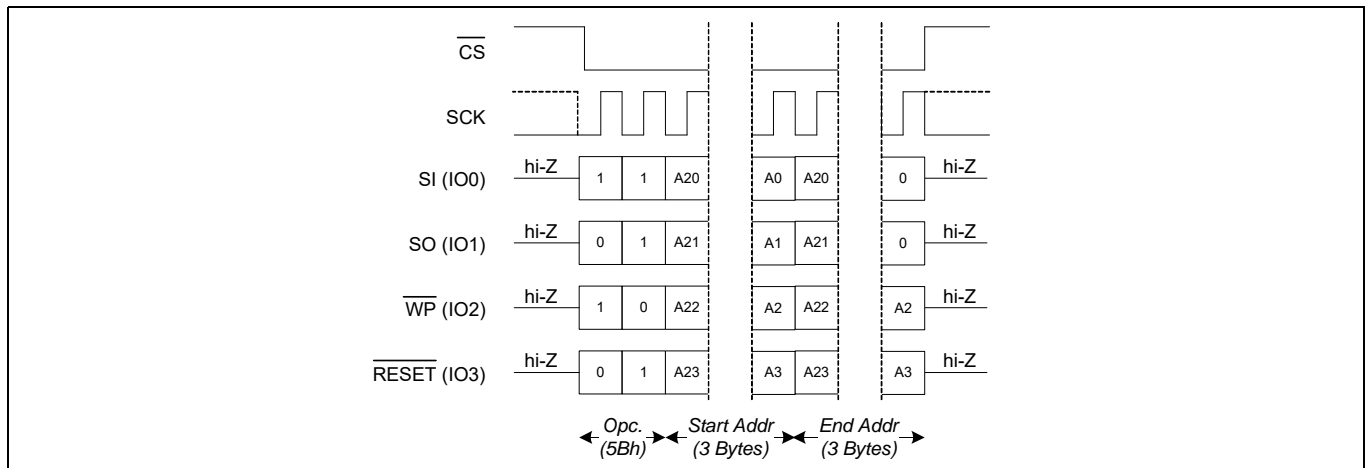 CS
SCK
SI (IO0) hi-Z 1 1 A20 A0 A20 0 hi-Z
SO (IO1) hi-Z 0 1 A21 A1 A21 0 hi-Z
WP (IO2) hi-Z 1 0 A22 A2 A22 A2 hi-Z
RESET (IO3) hi-Z 0 1 A23 A3 A23 A3 hi-Z
Opc. Start Addr End Addr
(5Bh) (3 Bytes) (3 Bytes)